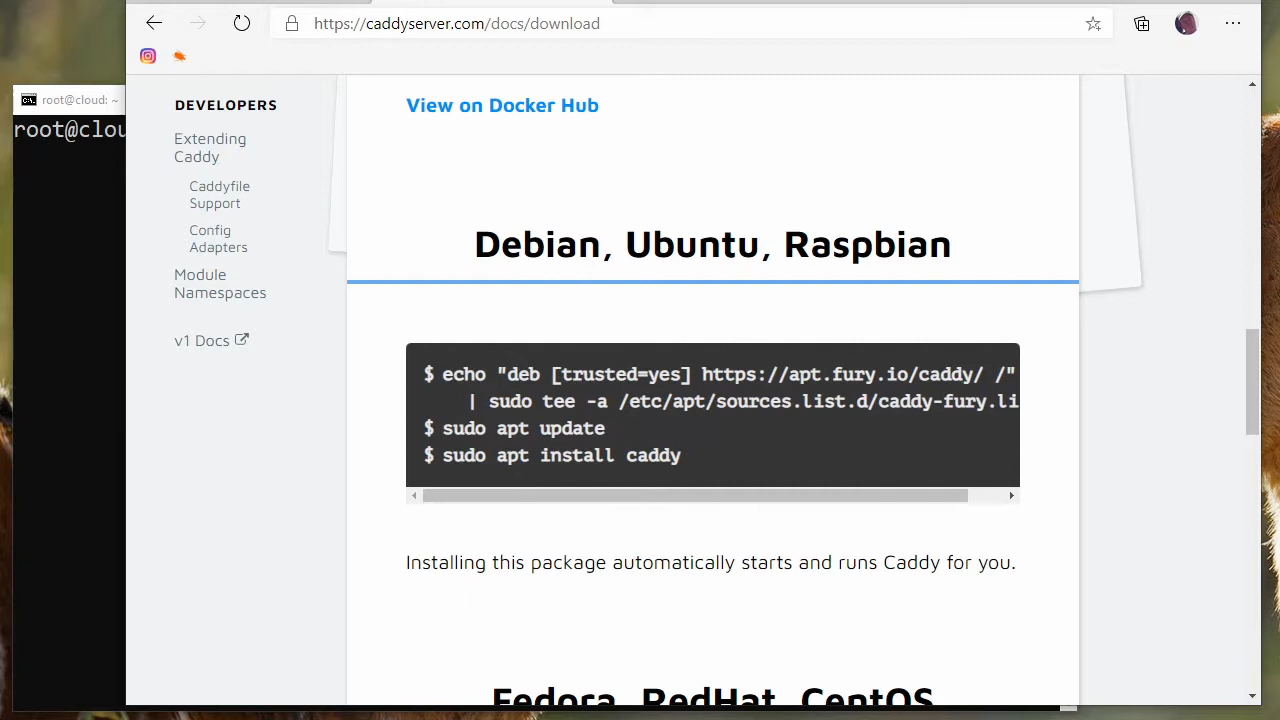 https://caddyserver.com/docs/download
root@cloud: ~
root@clou
DEVELOPERS
Extending
Caddy
Caddyfile
Support
Config
Adapters
Module
Namespaces
v1 Docs
View on Docker Hub
Debian, Ubuntu, Raspbian
$ echo "deb [trusted=yes] https://apt.fury.io/caddy/ /"
| sudo tee -a /etc/apt/sources.list.d/caddy-fury.li
$ sudo apt update
$ sudo apt install caddy
Installing this package automatically starts and runs Caddy for you.
Fedora, RedHat, CentOS